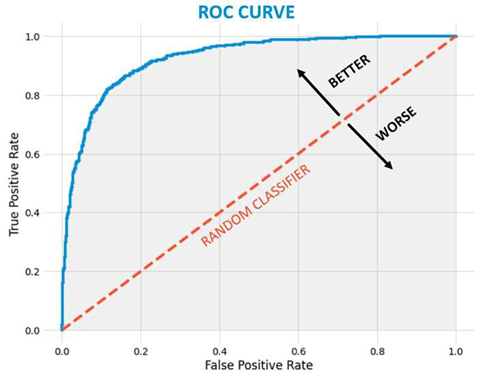 ROC CURVE
True Positive Rate
1.0
0.8
0.6
0.4
0.2
0.0
BETTER
WORSE
RANDOM CLASSIFIER
0.0 0.2 0.4 0.6 0.8 1.0
False Positive Rate